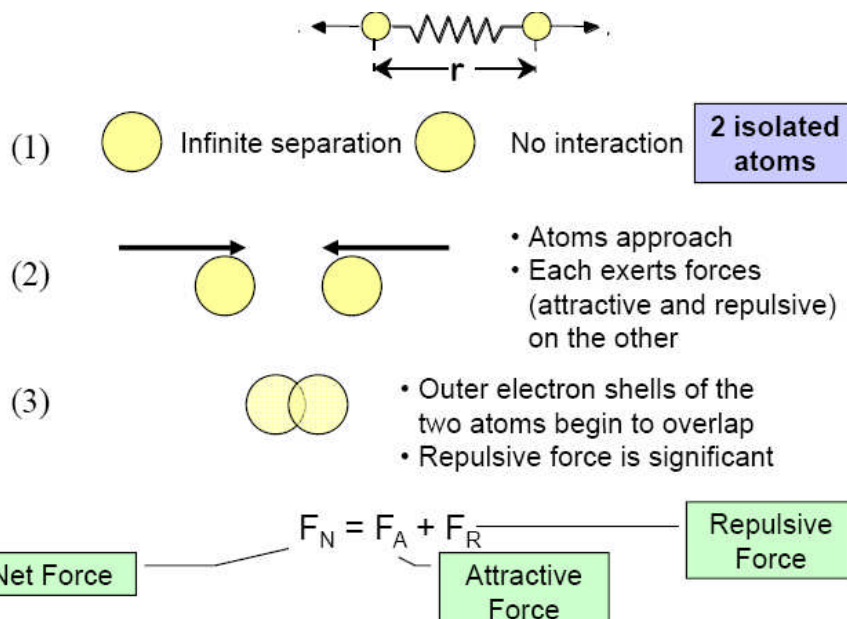 r
(1) Infinite separation No interaction 2 isolated
atoms
(2)
• Atoms approach
• Each exerts forces
(attractive and repulsive)
on the other
(3)
• Outer electron shells of the
two atoms begin to overlap
• Repulsive force is significant
F_N = F_A + F_R
Repulsive
Force
Net Force
Attractive
Force